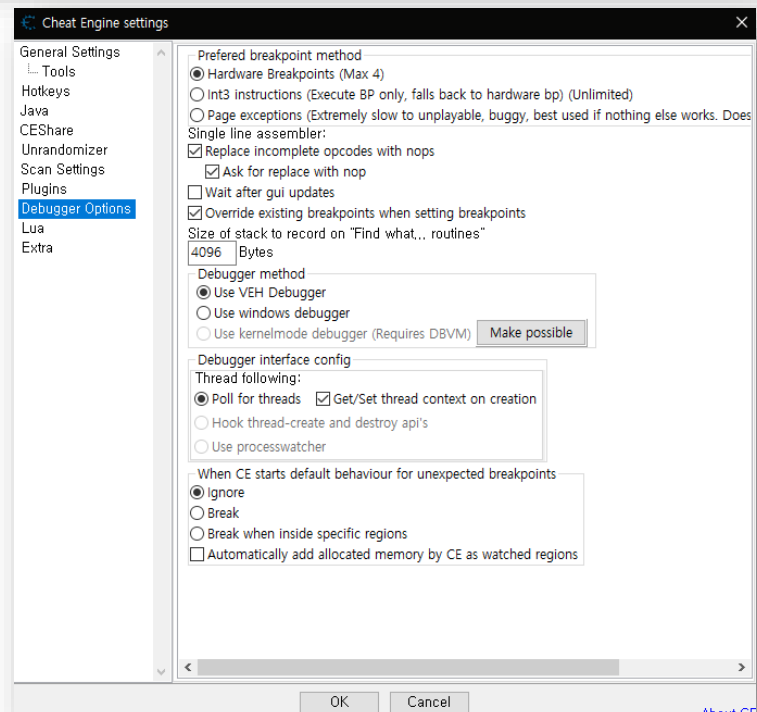 Cheat Engine settings
General Settings
Tools
Hotkeys
Java
CEShare
Unrandomizer
Scan Settings
Plugins
Debugger Options
Lua
Extra
Prefered breakpoint method
Hardware Breakpoints (Max 4)
Int3 instructions (Execute BP only, falls back to hardware bp) (Unlimited)
Page exceptions (Extremely slow to unplayable, buggy, best used if nothing else works. Does
Single line assembler:
Replace incomplete opcodes with nops
Ask for replace with nop
Wait after gui updates
Override existing breakpoints when setting breakpoints
Size of stack to record on "Find what... routines"
4096 Bytes
Debugger method
Use VEH Debugger
Use windows debugger
Use kernelmode debugger (Requires DBVM) Make possible
Debugger interface config
Thread following:
Poll for threads Get/Set thread context on creation
Hook thread-create and destroy api's
Use processwatcher
When CE starts default behaviour for unexpected breakpoints
Ignore
Break
Break when inside specific regions
Automatically add allocated memory by CE as watched regions
OK Cancel
About CE